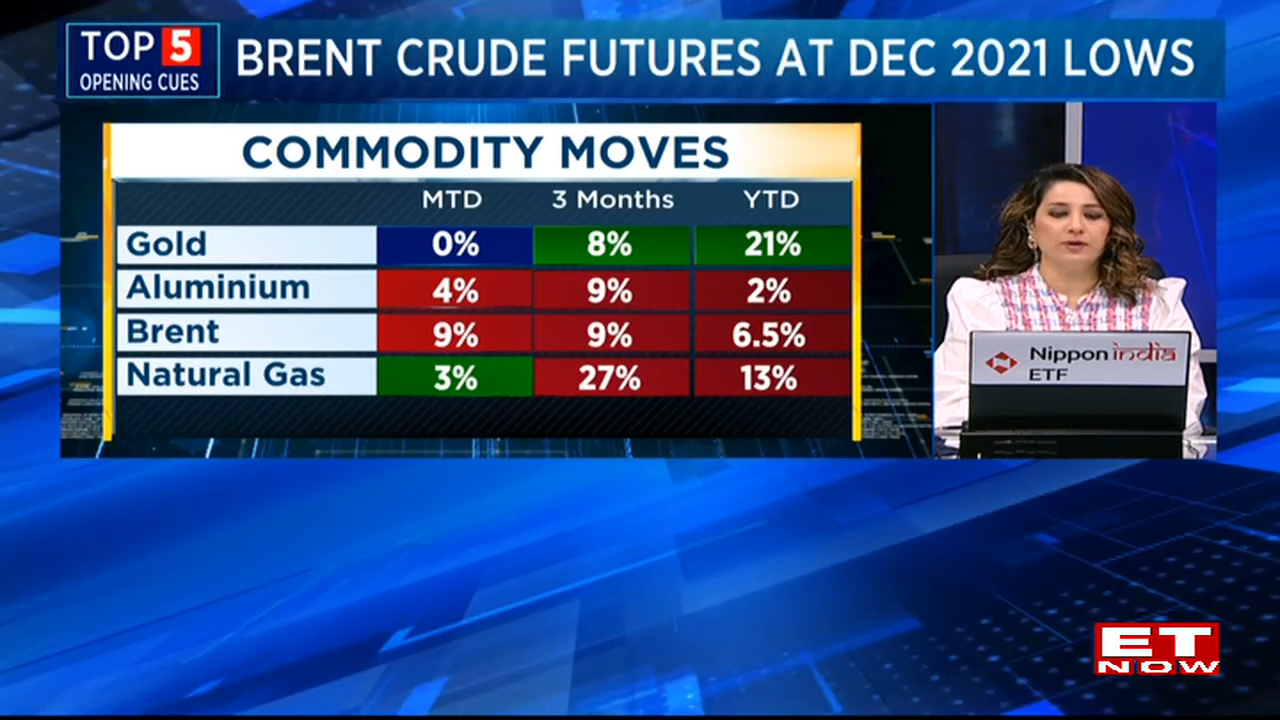 TOP 5
OPENING CUES
BRENT CRUDE FUTURES AT DEC 2021 LOWS
COMMODITY MOVES
MTD 3 Months YTD
Gold 0% 8% 21%
Aluminium 4% 9% 2%
Brent 9% 9% 6.5%
Natural Gas 3% 27% 13%
Nippon india
ETF
ET
NOW